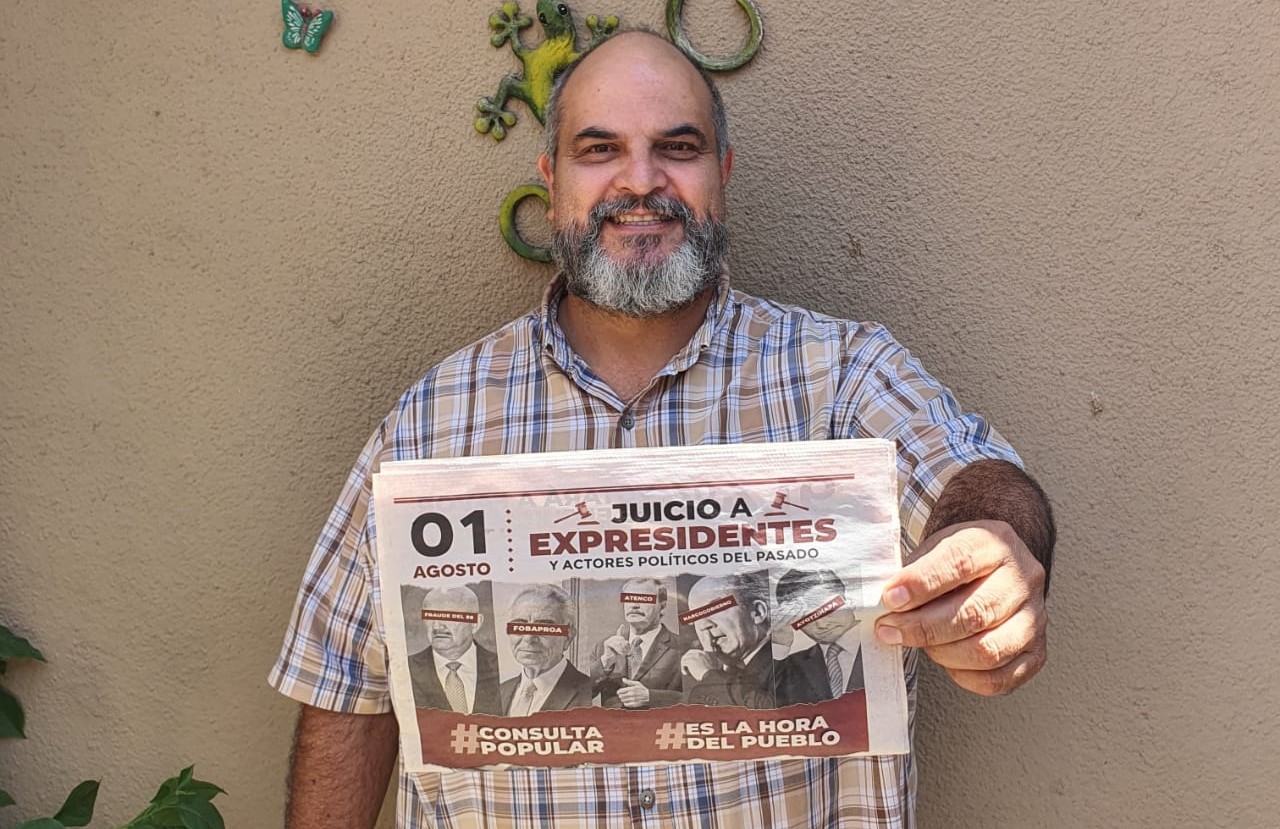 01
AGOSTO
JUICIO A
EXPRESIDENTES
Y ACTORES POLÍTICOS DEL PASADO
FRAUDE DEL 88
FOBAPROA
ATENCO
NARCOGOBIERNO
AYOTZINAPA
#CONSULTA
POPULAR
#ES LA HORA
DEL PUEBLO